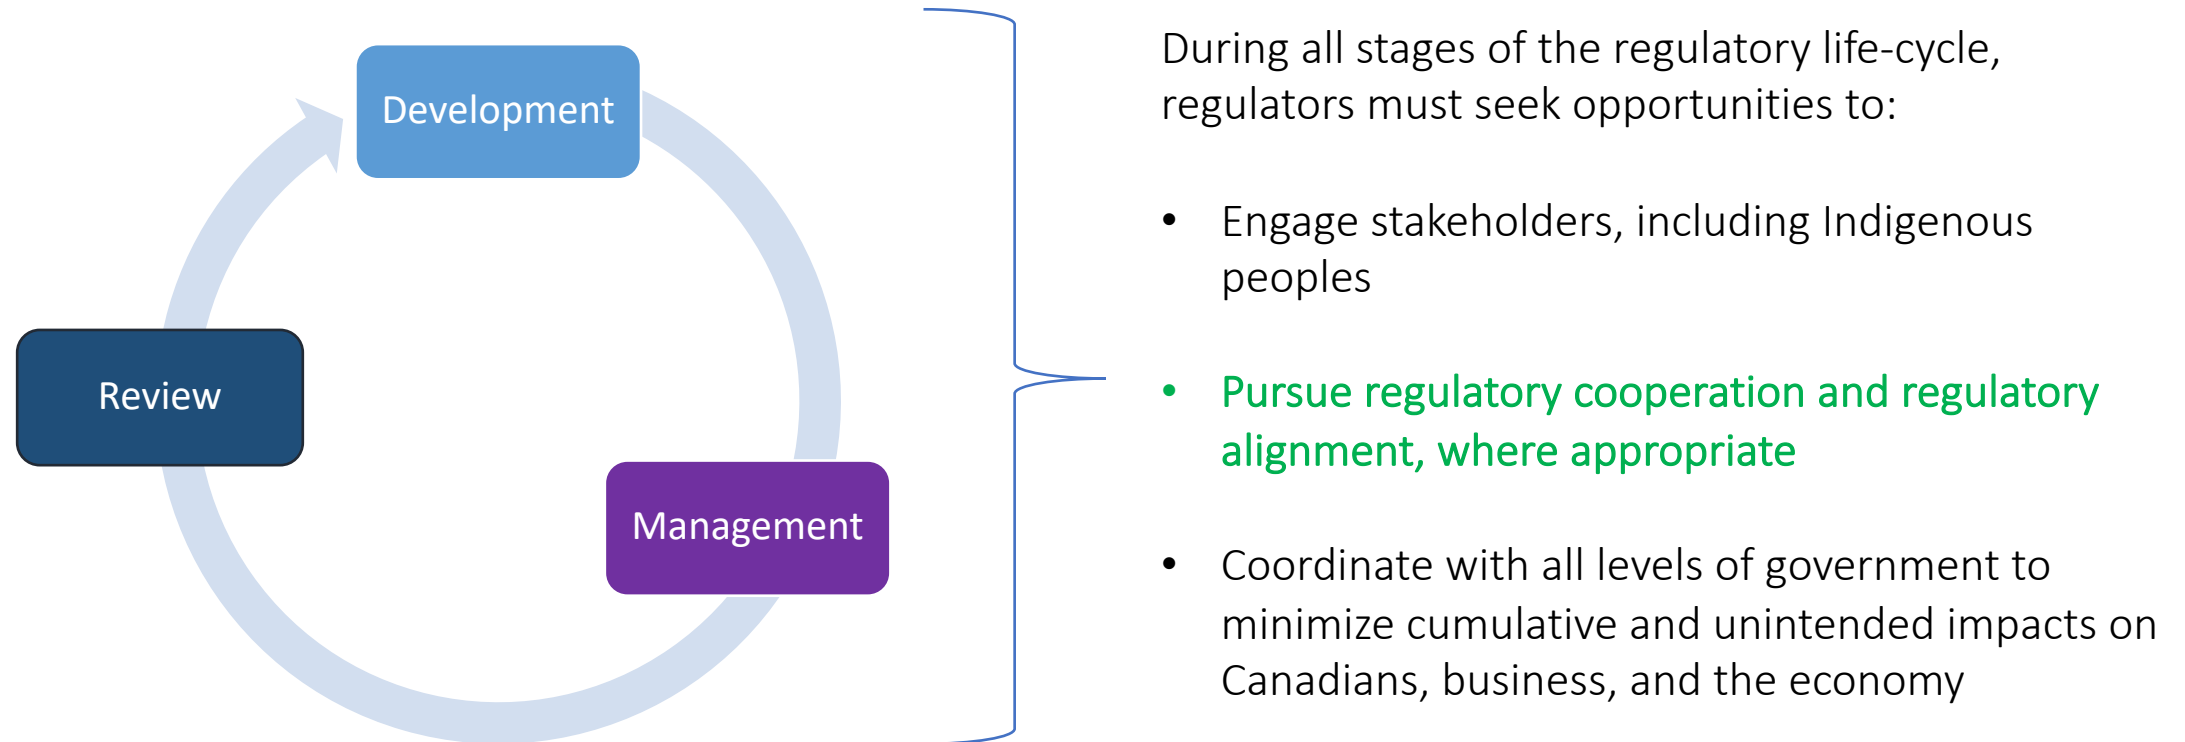 Development
Review
Management
During all stages of the regulatory life-cycle,
regulators must seek opportunities to:
• Engage stakeholders, including Indigenous
peoples
• Pursue regulatory cooperation and regulatory
alignment, where appropriate
• Coordinate with all levels of government to
minimize cumulative and unintended impacts on
Canadians, business, and the economy